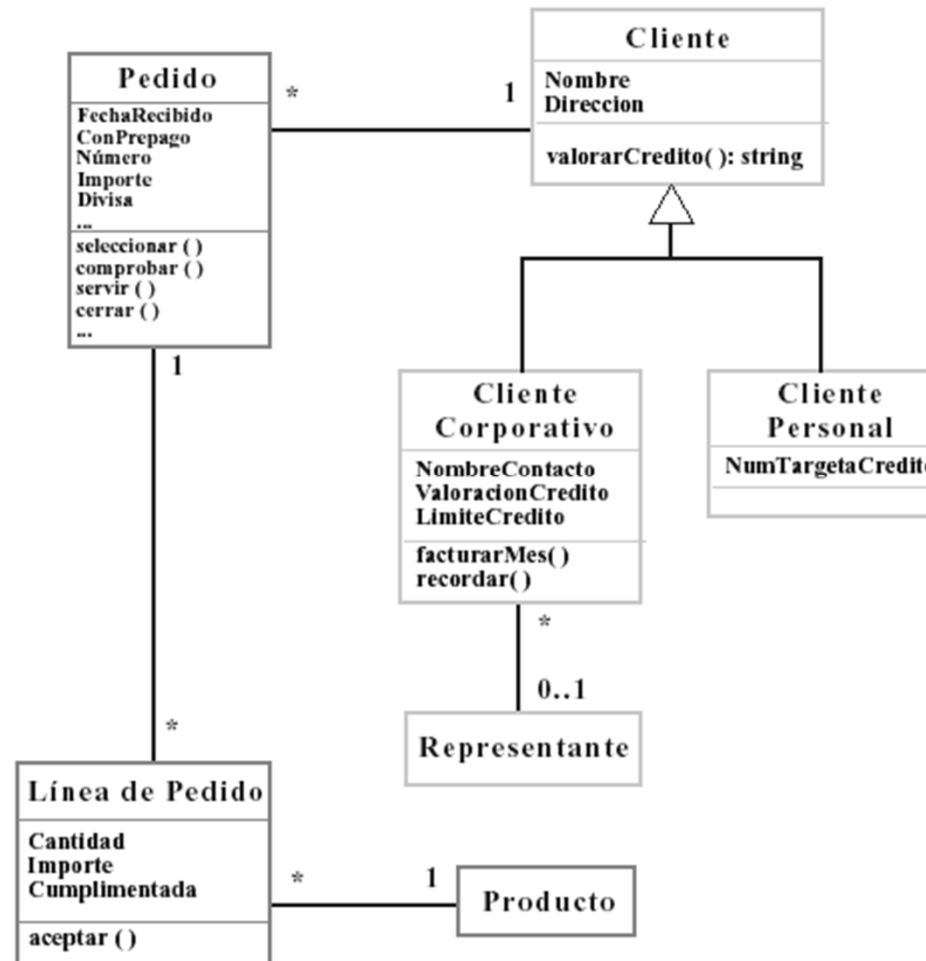 Pedido
FechaRecibido
ConPrepago
Número
Importe
Divisa
...
seleccionar ( )
comprobar ( )
servir ( )
cerrar ( )
...
*
1
Cliente
Nombre
Direccion
valorarCredito( ): string
Cliente
Corporativo
NombreContacto
ValoracionCredito
LimiteCredito
facturarMes( )
recordar( )
Cliente
Personal
NumTargetaCredito
*
0..1
Representante
1
*
Línea de Pedido
Cantidad
Importe
Cumplimentada
aceptar ( )
*
1
Producto